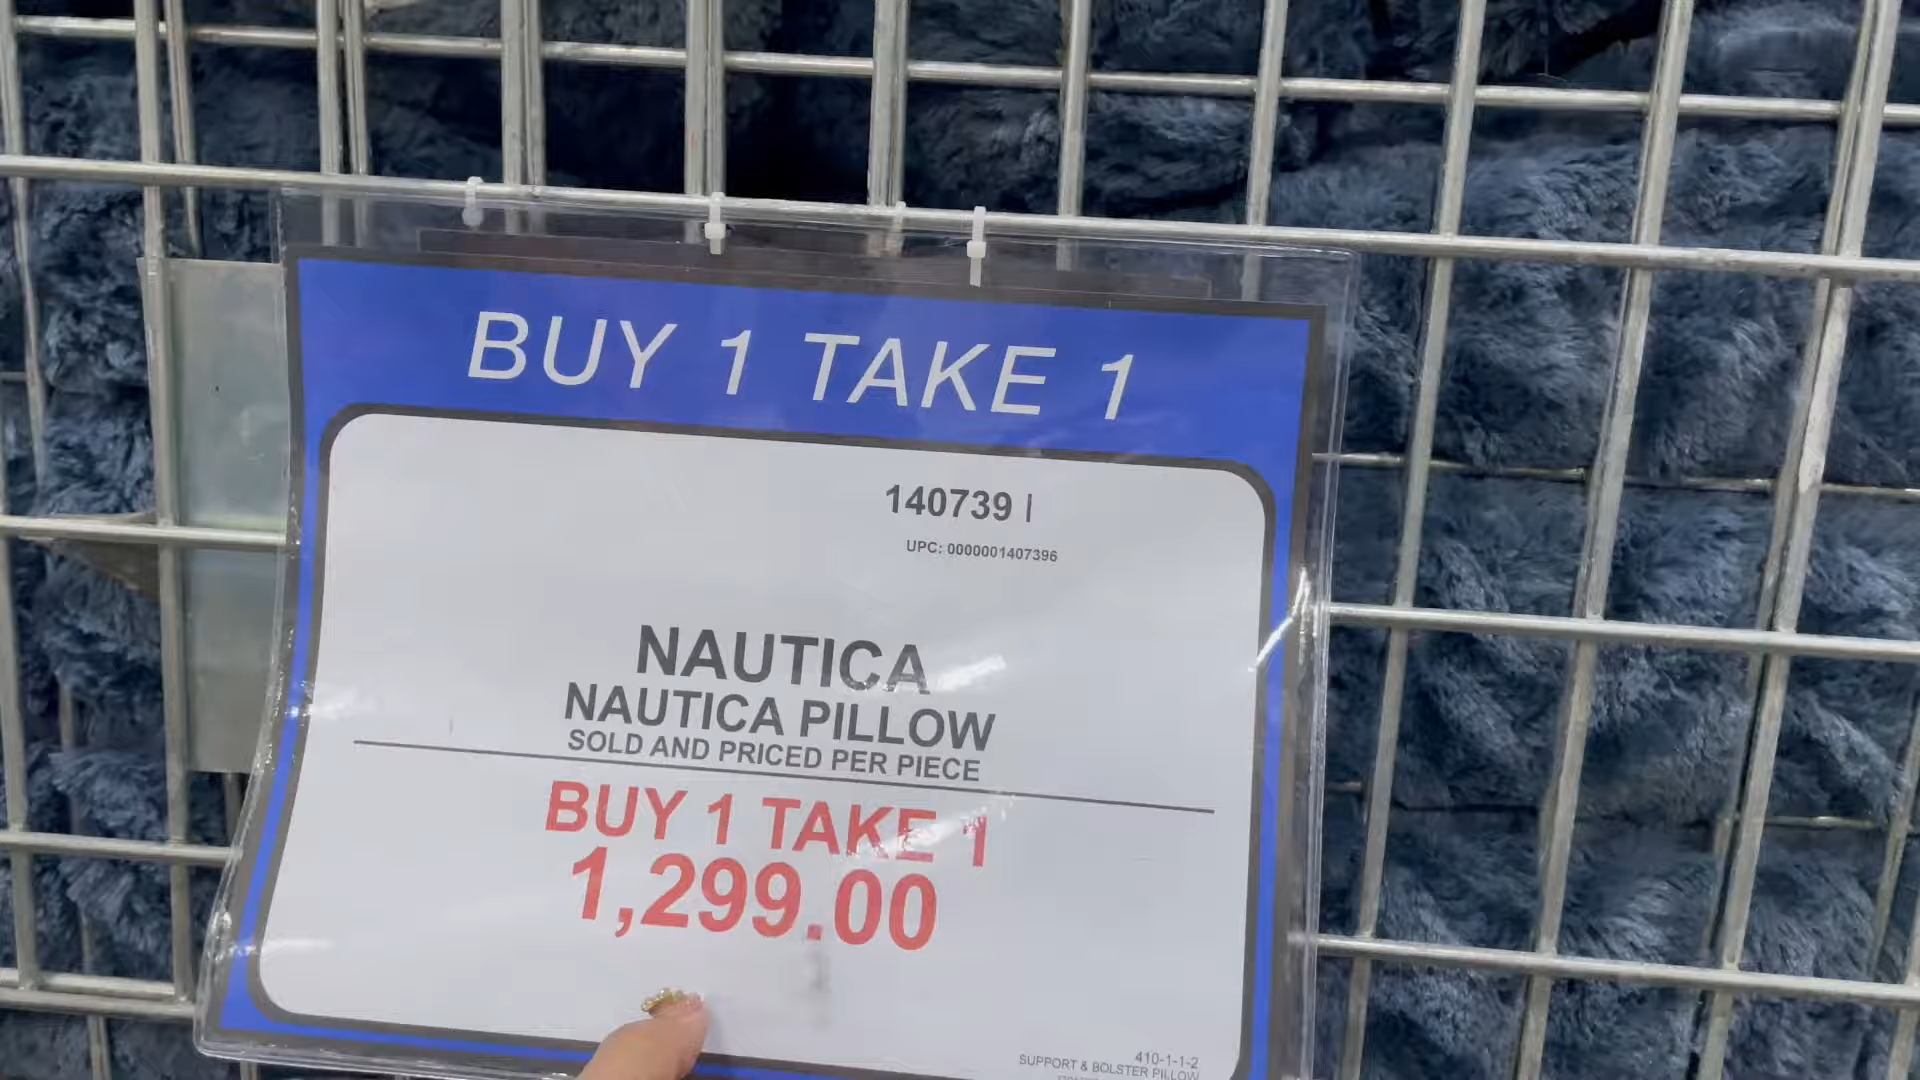 BUY 1 TAKE 1
140739 |
UPC: 0000001407396
NAUTICA
NAUTICA PILLOW
SOLD AND PRICED PER PIECE
BUY 1 TAKE 1
1,299.00
410-1-1-2
SUPPORT & BOLSTER PILLOW